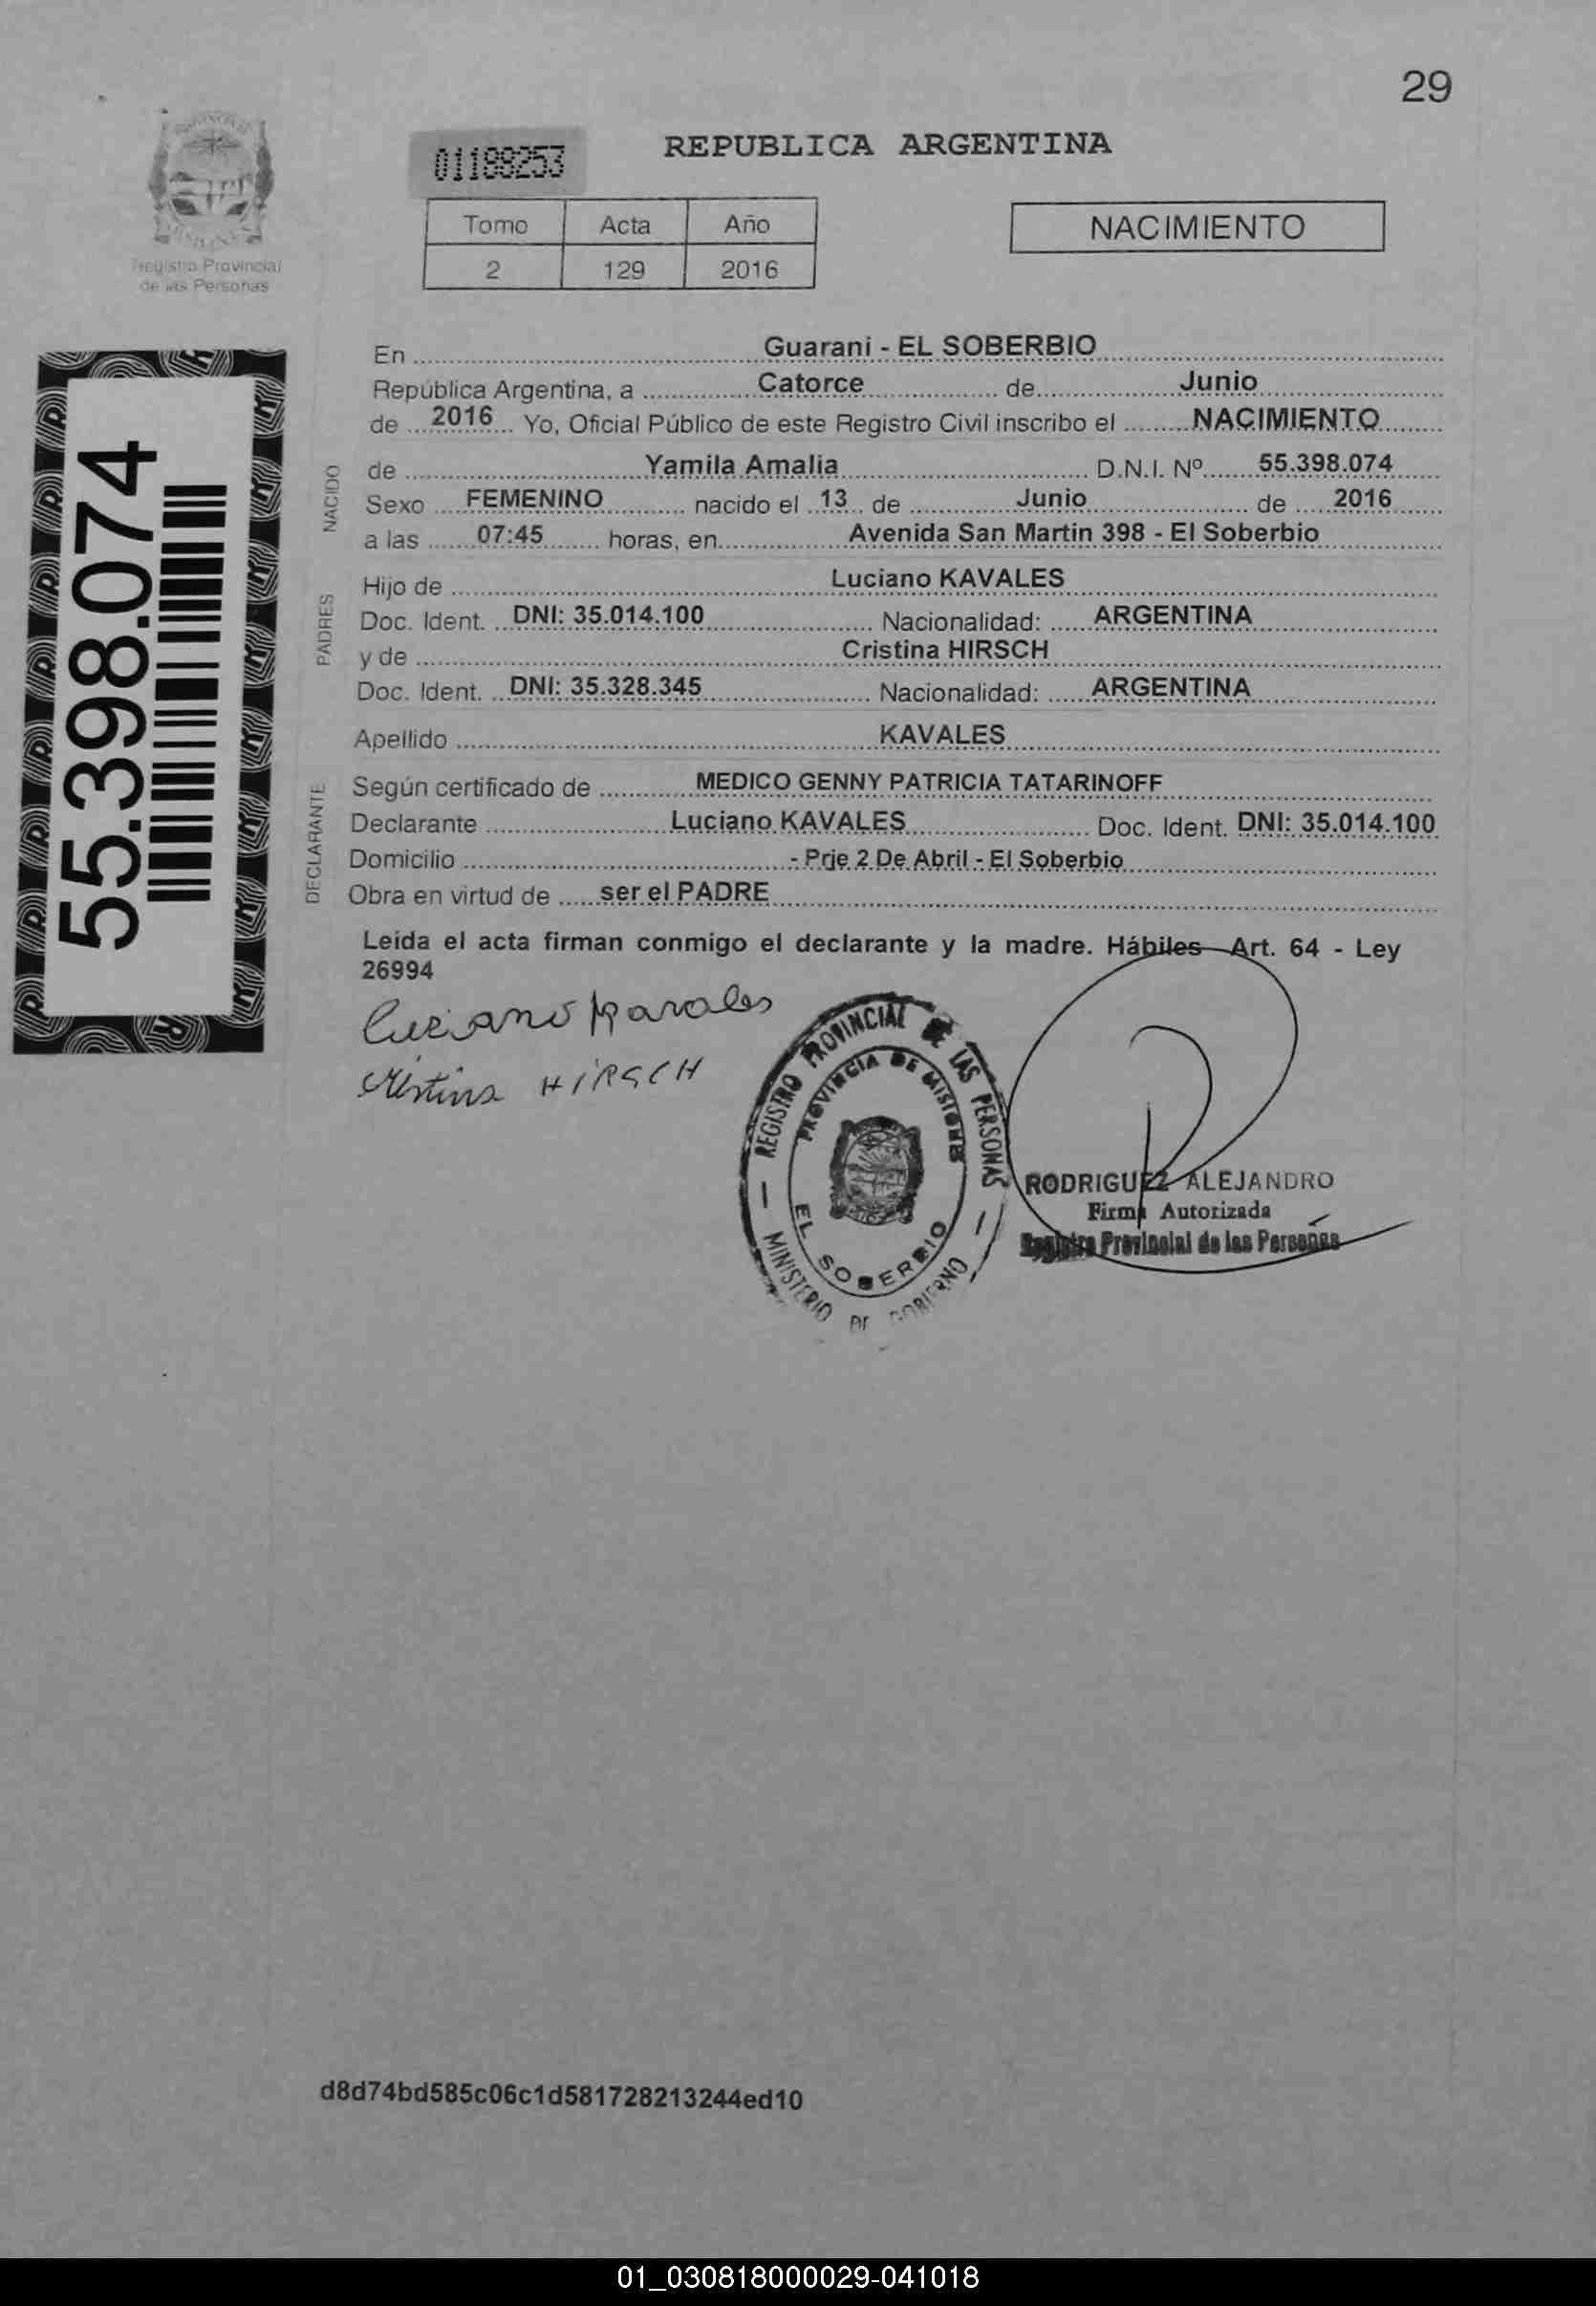 29
REPUBLICA ARGENTINA
01188253
Tomo Acta Año
2 129 2016
NACIMIENTO
Registro Provincial
de las Personas
55.398.074
En Guarani - EL SOBERBIO
República Argentina, a Catorce de Junio
de 2016 Yo, Oficial Público de este Registro Civil inscribo el NACIMIENTO
NACIDO
de Yamila Amalia D.N.I. Nº 55.398.074
Sexo FEMENINO nacido el 13 de Junio de 2016
a las 07:45 horas, en Avenida San Martin 398 - El Soberbio
PADRES
Hijo de Luciano KAVALES
Doc. Ident. DNI: 35.014.100 Nacionalidad: ARGENTINA
y de Cristina HIRSCH
Doc. Ident. DNI: 35.328.345 Nacionalidad: ARGENTINA
Apellido KAVALES
DECLARANTE
Según certificado de MEDICO GENNY PATRICIA TATARINOFF
Declarante Luciano KAVALES Doc. Ident. DNI: 35.014.100
Domicilio - Prje 2 De Abril - El Soberbio
Obra en virtud de ser el PADRE
Leida el acta firman conmigo el declarante y la madre. Hábiles Art. 64 - Ley
26994
Luciano Kavales
Cristina HIRSCH
REGISTRO PROVINCIAL DE LAS PERSONAS
PROVINCIA DE MISIONES
EL SOBERBIO
MINISTERIO DE GOBIERNO
RODRIGUEZ ALEJANDRO
Firma Autorizada
Registro Provincial de las Personas
d8d74bd585c06c1d581728213244ed10
01_030818000029-041018